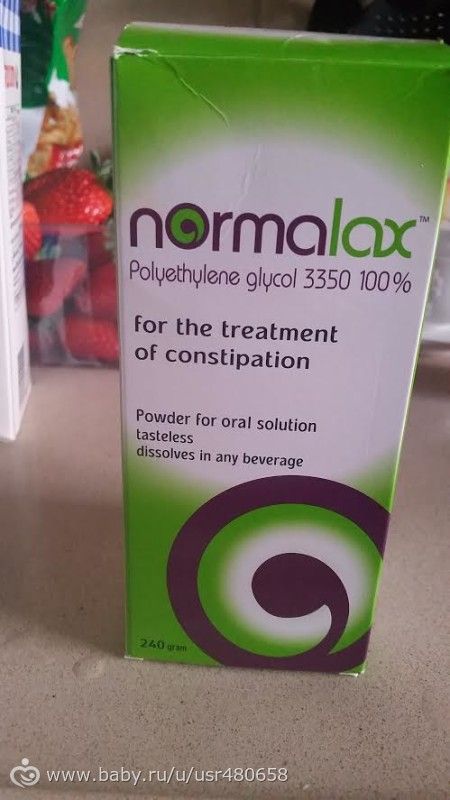 normalax™
Polyethylene glycol 3350 100%
for the treatment
of constipation
Powder for oral solution
tasteless
dissolves in any beverage
240 gram
www.baby.ru/u/usr480658